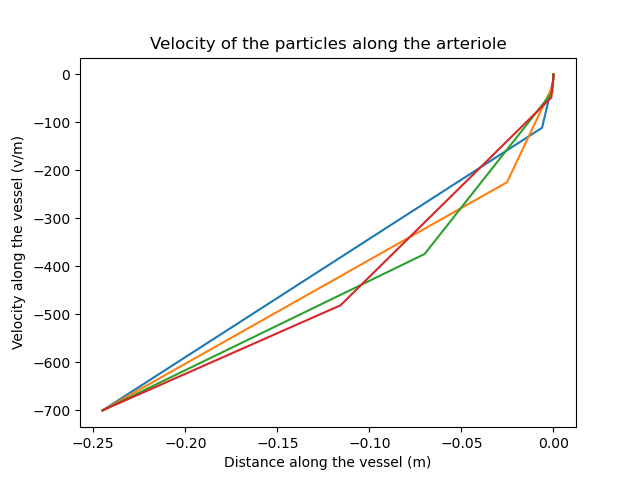 Velocity of the particles along the arteriole
Velocity along the vessel (v/m)
0
−100
−200
−300
−400
−500
−600
−700
−0.25 −0.20 −0.15 −0.10 −0.05 0.00
Distance along the vessel (m)